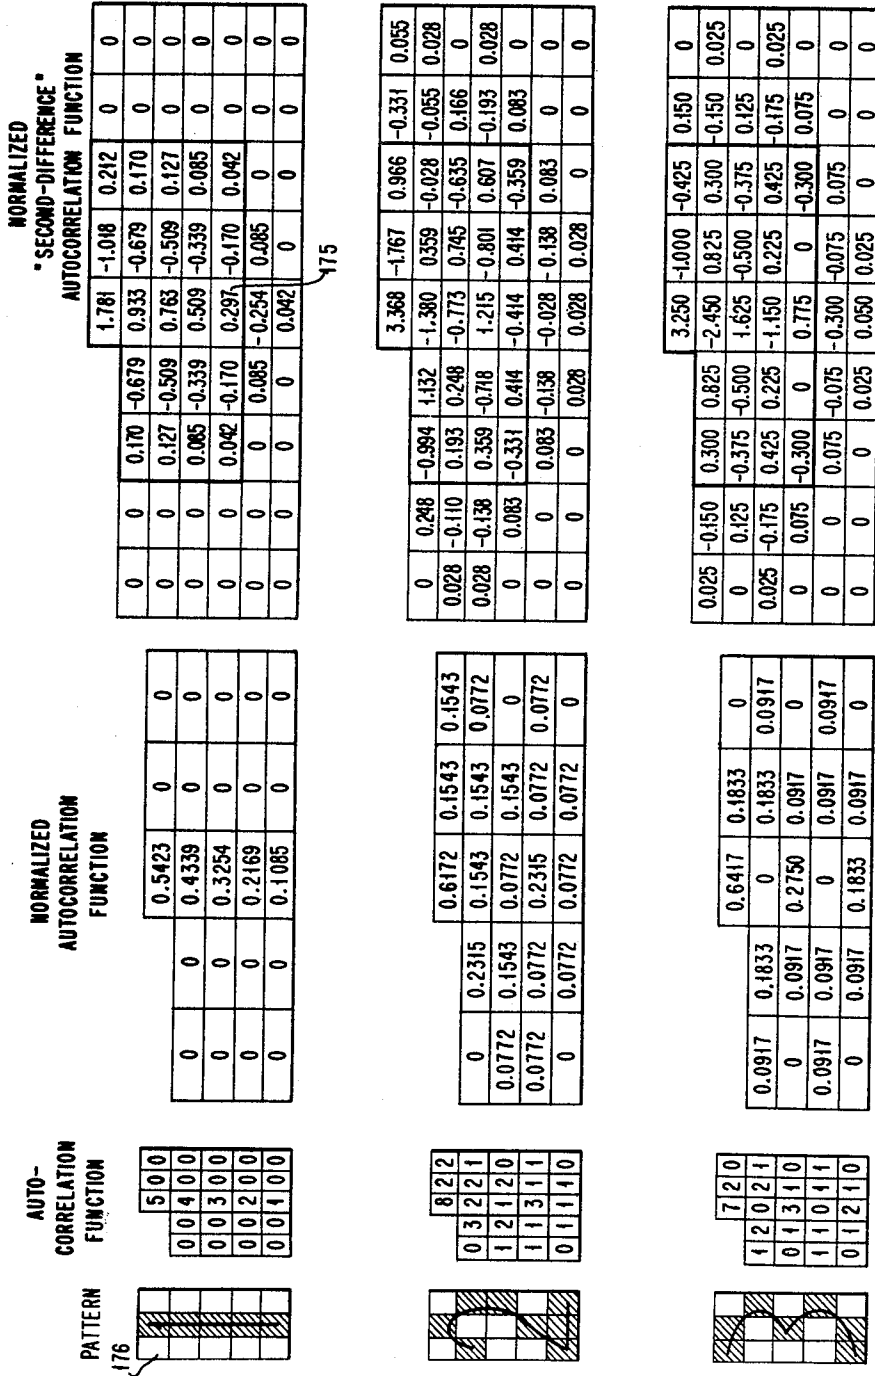 PATTERN
AUTO-
CORRELATION
FUNCTION
NORMALIZED
AUTOCORRELATION
FUNCTION
NORMALIZED
"SECOND-DIFFERENCE"
AUTOCORRELATION FUNCTION
176
5 0 0
0 0 4 0 0
0 0 3 0 0
0 0 2 0 0
0 0 1 0 0
0.5423 0 0
0 0 0.4339 0 0
0 0 0.3254 0 0
0 0 0.2169 0 0
0 0 0.1085 0 0
1.781 -1.018 0.212 0 0
0 0 0.170 -0.679 0.933 -0.679 0.170 0 0
0 0 0.127 -0.509 0.763 -0.509 0.127 0 0
0 0 0.085 -0.339 0.509 -0.339 0.085 0 0
0 0 0.042 -0.170 0.297 -0.170 0.042 0 0
0 0 0 0.085 -0.254 0.085 0 0 0
0 0 0 0 0.042 0 0 0 0
175
8 2 2
0 3 2 2 1
1 2 1 2 0
1 1 3 1 1
0 1 1 1 0
0.6172 0.1543 0.1543
0 0.2315 0.1543 0.1543 0.0772
0.0772 0.1543 0.0772 0.1543 0
0.0772 0.0772 0.2315 0.0772 0.0772
0 0.0772 0.0772 0.0772 0
3.368 -1.767 0.966 -0.331 0.055
0 0.248 -0.994 1.132 -1.380 0.359 -0.028 -0.055 0.028
0.028 -0.110 0.193 0.248 -0.773 0.745 -0.635 0.166 0
0.028 -0.138 0.359 -0.718 1.215 -0.801 0.607 -0.193 0.028
0 0.083 -0.331 0.414 -0.414 0.414 -0.359 0.083 0
0 0 0.083 -0.138 -0.028 -0.138 0.083 0 0
0 0 0 0.028 0.028 0.028 0 0 0
7 2 0
1 2 0 2 1
0 1 3 1 0
1 1 0 1 1
0 1 2 1 0
0.6417 0.1833 0
0.0917 0.1833 0 0.1833 0.0917
0 0.0917 0.2750 0.0917 0
0.0917 0.0917 0 0.0917 0.0917
0 0.0917 0.1833 0.0917 0
3.250 -1.000 -0.425 0.150 0
0.025 -0.150 0.300 0.825 -2.450 0.825 0.300 -0.150 0.025
0 0.125 -0.375 -0.500 1.625 -0.500 -0.375 0.125 0
0.025 -0.175 0.425 0.225 -1.150 0.225 0.425 -0.175 0.025
0 0.075 -0.300 0 0.775 0 -0.300 0.075 0
0 0 0.075 -0.075 -0.300 -0.075 0.075 0 0
0 0 0 0.025 0.050 0.025 0 0 0